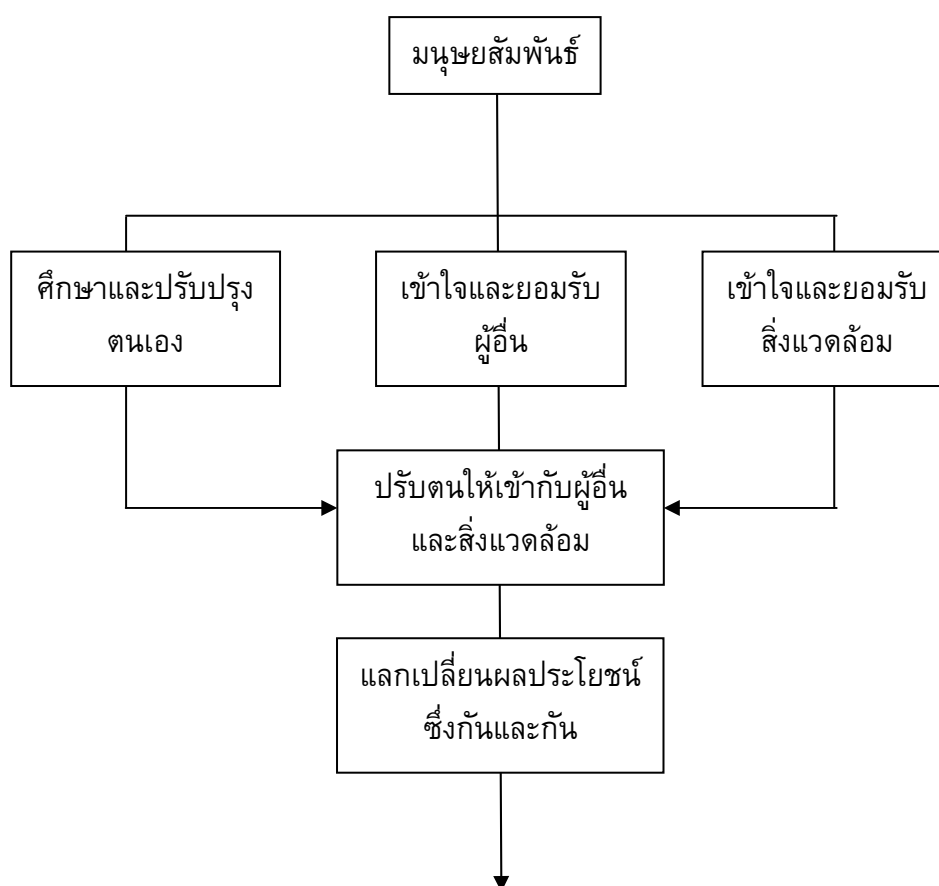 มนุษยสัมพันธ์
ศึกษาและปรับปรุง
ตนเอง
เข้าใจและยอมรับ
ผู้อื่น
เข้าใจและยอมรับ
สิ่งแวดล้อม
ปรับตนให้เข้ากับผู้อื่น
และสิ่งแวดล้อม
แลกเปลี่ยนผลประโยชน์
ซึ่งกันและกัน